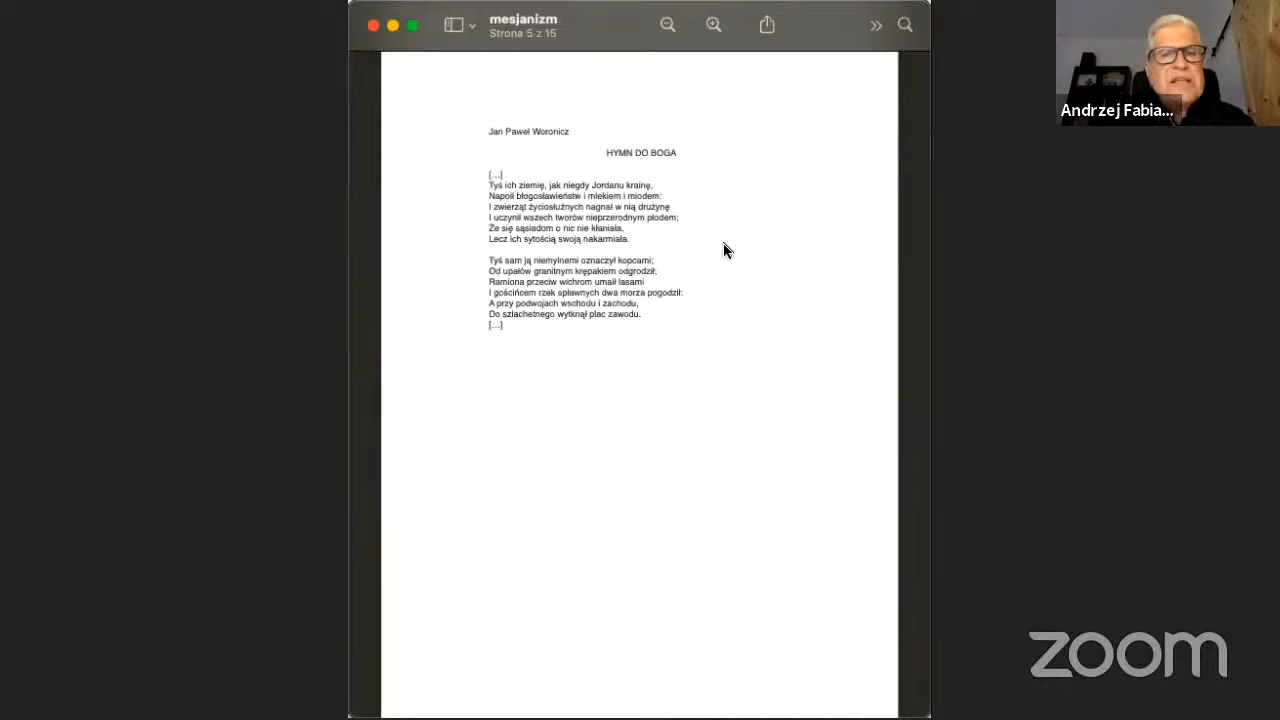 mesjanizm
Strona 5 z 15
Andrzej Fabia...
Jan Paweł Woronicz
HYMN DO BOGA
[...]
Tyś ich ziemię, jak niegdy Jordanu krainę,
Napoił błogosławieństw i mlekiem i miodem:
I zwierząt życiosłużnych nagnał w nią drużynę
I uczynił wszech tworów nieprzerodnym płodem;
Że się sąsiadom o nic nie kłaniała,
Lecz ich sytością swoją nakarmiała.
Tyś sam ją niemylnemi oznaczył kopcami;
Od upałów granitnym krępakiem odgrodził;
Ramiona przeciw wichrom umaił lasami
I gościńcem rzek spławnych dwa morza pogodził:
A przy podwojach wschodu i zachodu,
Do szlachetnego wytknął plac zawodu.
[...]
zoom